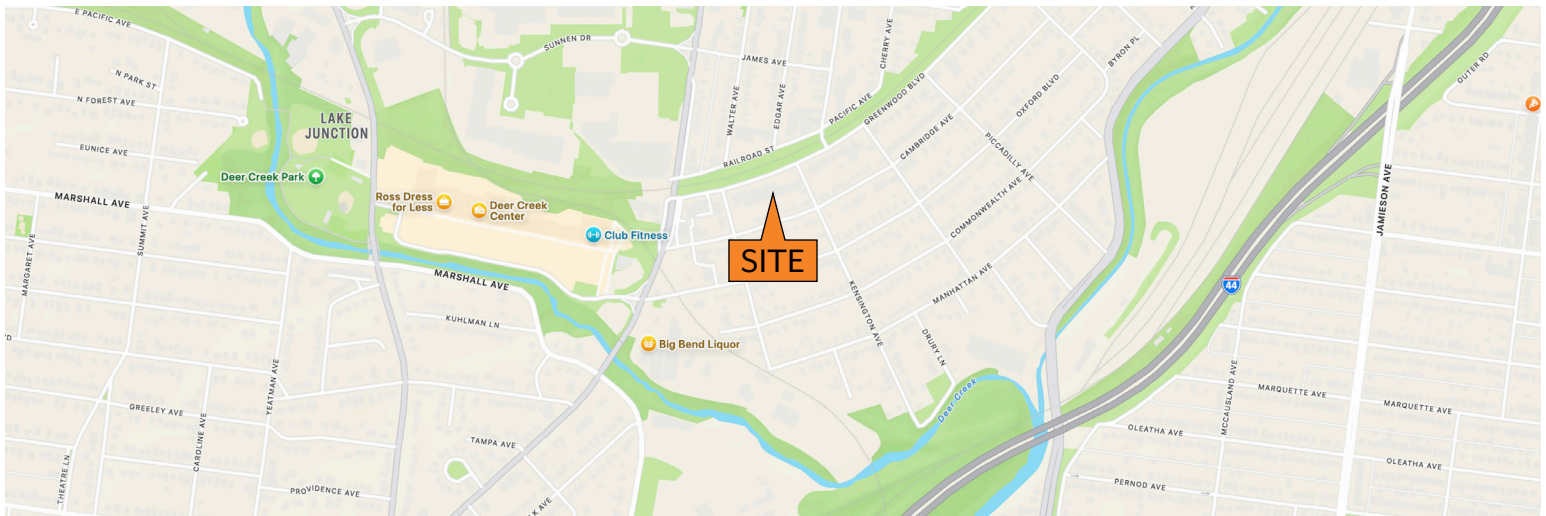 E PACIFIC AVE
SUNNEN DR
JAMES AVE
CHERRY AVE
BYRON PL
OUTER RD
N PARK ST
N FOREST AVE
LAKE
JUNCTION
WALTER AVE
EDGAR AVE
PACIFIC AVE
GREENWOOD BLVD
OXFORD BLVD
EUNICE AVE
RAILROAD ST
CAMBRIDGE AVE
PICCADILLY AVE
Deer Creek Park
MARSHALL AVE
Ross Dress
for Less
Deer Creek
Center
Club Fitness
COMMONWEALTH AVE
JAMIESON AVE
SUMMIT AVE
MARGARET AVE
SITE
MARSHALL AVE
KENSINGTON AVE
MANHATTAN AVE
44
KUHLMAN LN
Big Bend Liquor
DRURY LN
YEATMAN AVE
Deer Creek
MCCAUSLAND AVE
MARQUETTE AVE
MARQUETTE AVE
GREELEY AVE
CAROLINE AVE
TAMPA AVE
OLEATHA AVE
OLEATHA AVE
THEATRE LN
PROVIDENCE AVE
K AVE
PERNOD AVE